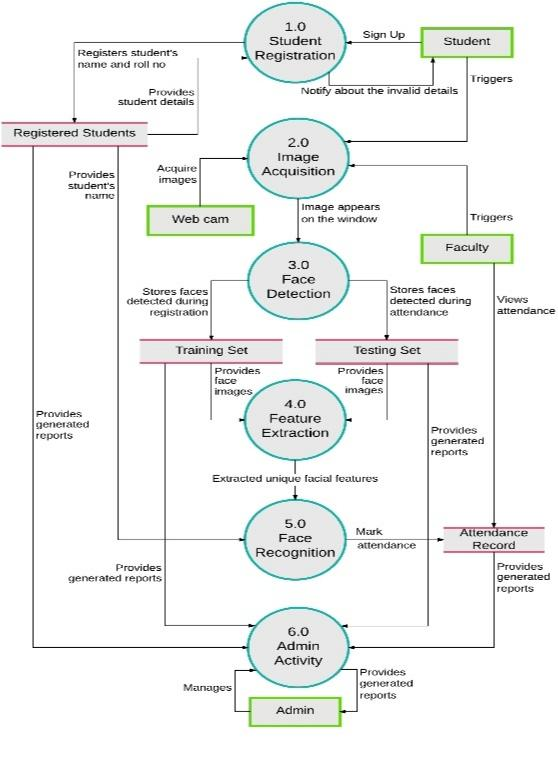 1.0
Student
Registration
Sign Up
Student
Registers student's
name and roll no
Provides
student details
Notify about the invalid details
Triggers
Registered Students
2.0
Image
Acquisition
Provides
student's
name
Acquire
images
Web cam
Image appears
on the window
Triggers
Faculty
3.0
Face
Detection
Stores faces
detected during
registration
Stores faces
detected during
attendance
Views
attendance
Training Set
Testing Set
Provides
face
images
Provides
face
images
4.0
Feature
Extraction
Provides
generated
reports
Provides
generated
reports
Extracted unique facial features
5.0
Face
Recognition
Mark
attendance
Attendance
Record
Provides
generated reports
Provides
generated
reports
6.0
Admin
Activity
Manages
Provides
generated
reports
Admin